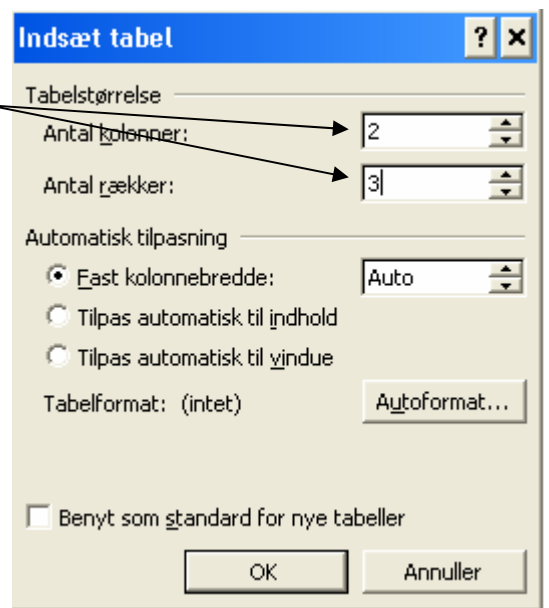 Indsæt tabel
Tabelstørrelse
Antal kolonner: 2
Antal rækker: 3
Automatisk tilpasning
Fast kolonnebredde: Auto
Tilpas automatisk til indhold
Tilpas automatisk til vindue
Tabelformat: (intet) Autoformat...
Benyt som standard for nye tabeller
OK Annuller